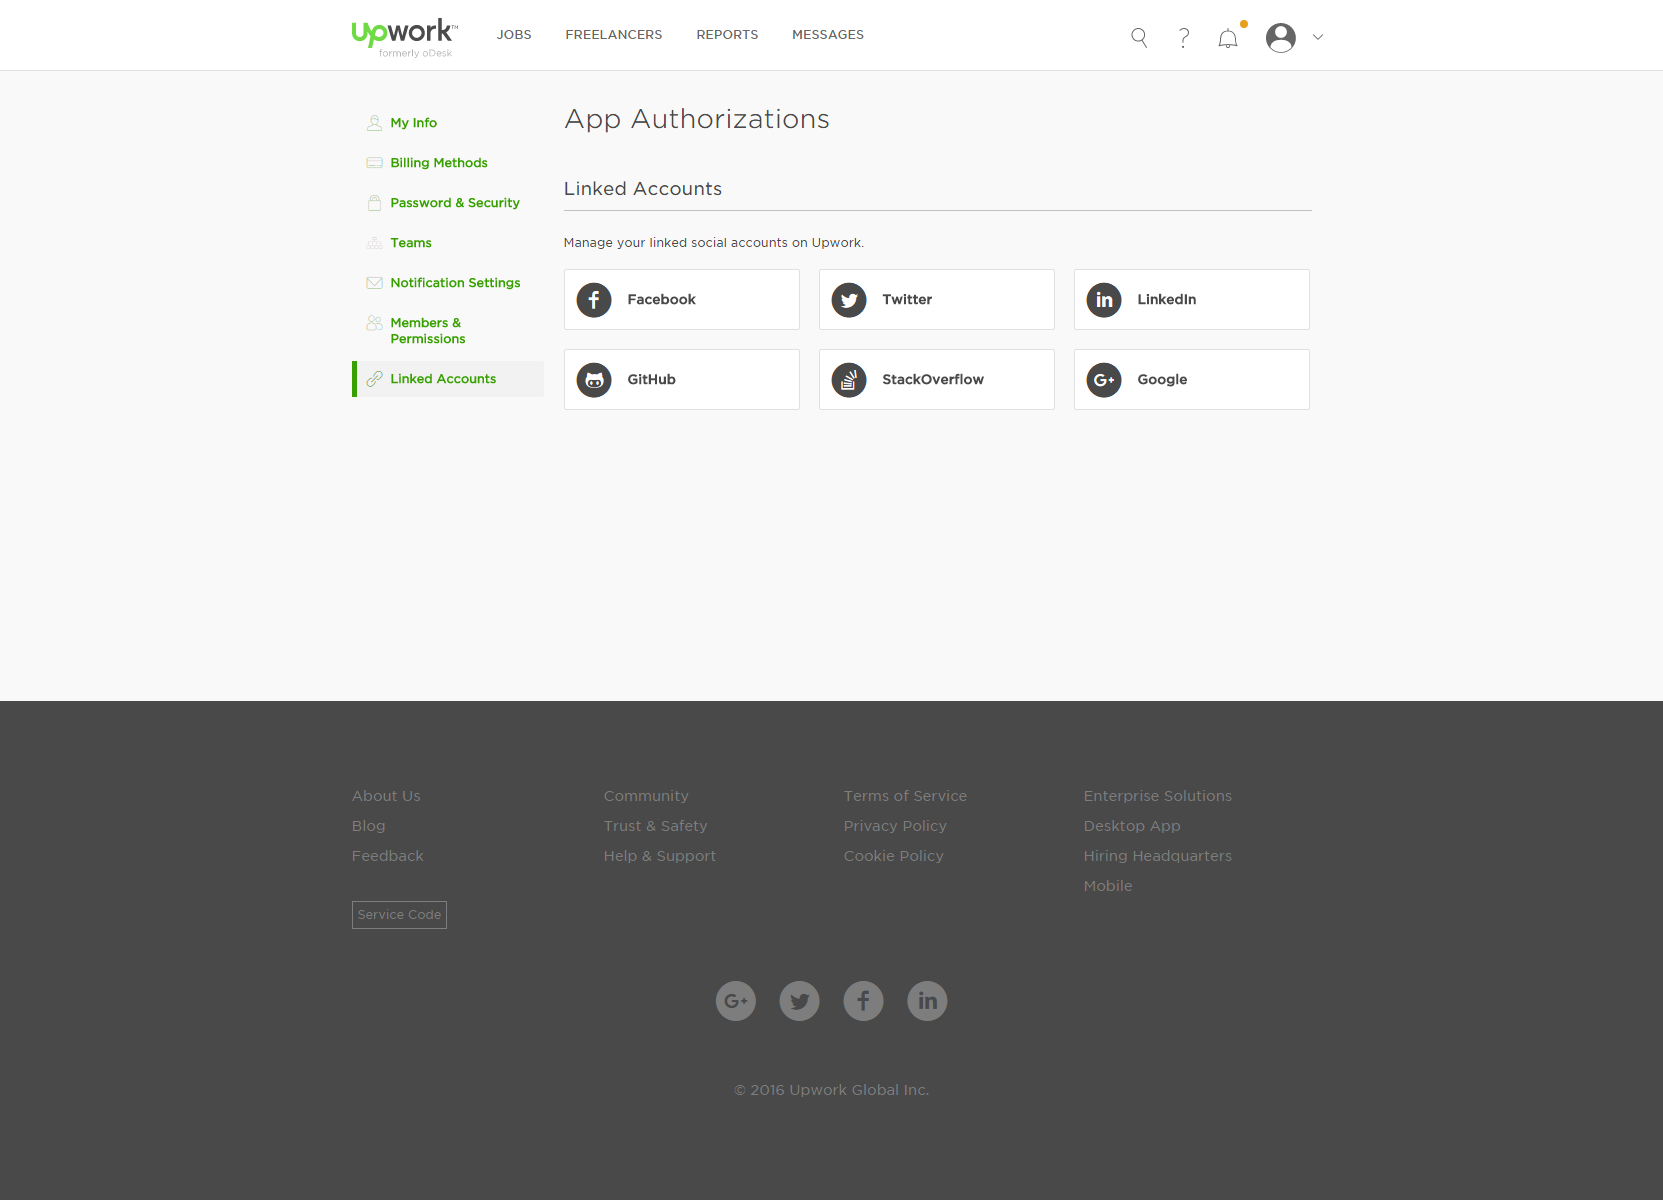 upwork™
formerly oDesk
JOBS
FREELANCERS
REPORTS
MESSAGES
My Info
Billing Methods
Password & Security
Teams
Notification Settings
Members &
Permissions
Linked Accounts
App Authorizations
Linked Accounts
Manage your linked social accounts on Upwork.
Facebook
Twitter
LinkedIn
GitHub
StackOverflow
Google
About Us
Blog
Feedback
Community
Trust & Safety
Help & Support
Terms of Service
Privacy Policy
Cookie Policy
Enterprise Solutions
Desktop App
Hiring Headquarters
Mobile
Service Code
© 2016 Upwork Global Inc.